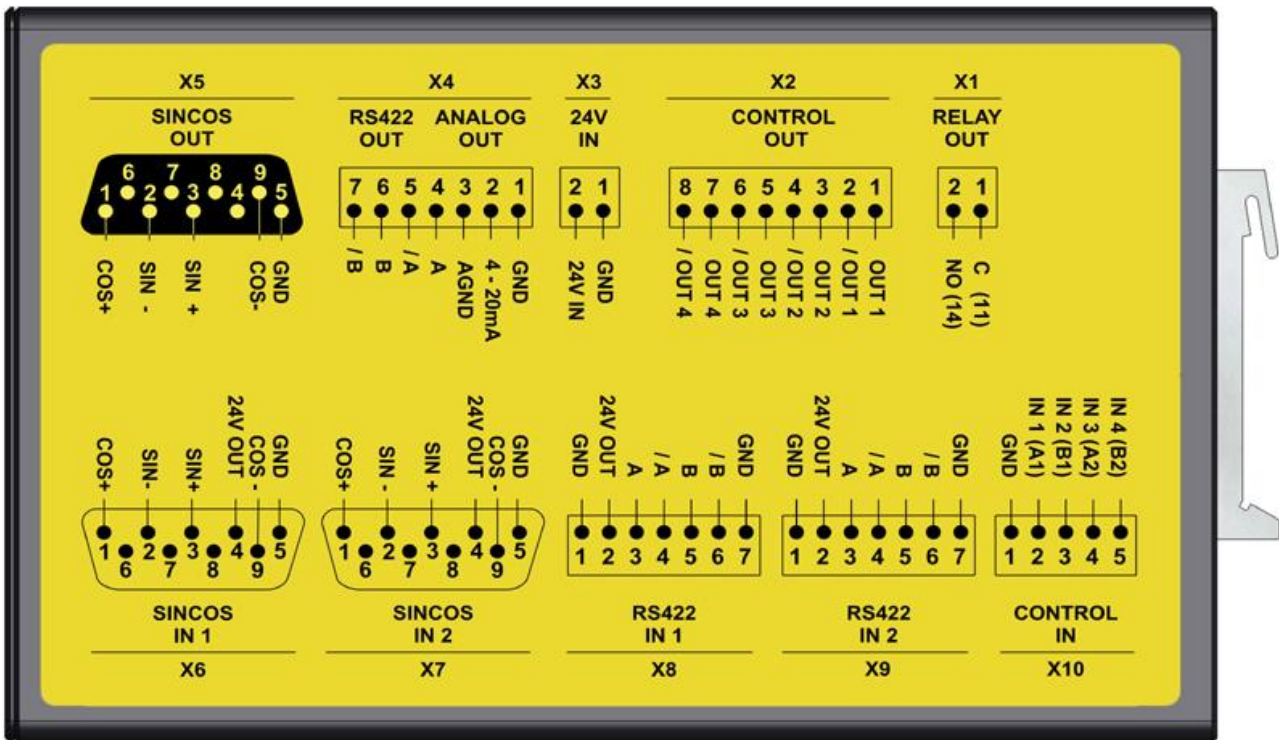 X5 X4 X3 X2 X1
SINCOS RS422 ANALOG 24V CONTROL RELAY
OUT OUT OUT IN OUT OUT
6 7 8 9
1 2 3 4 5
7 6 5 4 3 2 1
2 1
8 7 6 5 4 3 2 1
2 1
COS+
SIN -
SIN +
COS-
GND
/ B
B
/ A
A
AGND
4 - 20mA
GND
24V IN
GND
/ OUT 4
OUT 4
/ OUT 3
OUT 3
/ OUT 2
OUT 2
/ OUT 1
OUT 1
NO (14)
C (11)
COS+
SIN-
SIN+
24V OUT
COS -
GND
COS+
SIN -
SIN +
24V OUT
COS -
GND
GND
24V OUT
A
/ A
B
/ B
GND
GND
24V OUT
A
/ A
B
/ B
GND
GND
IN 1 (A1)
IN 2 (B1)
IN 3 (A2)
IN 4 (B2)
1 2 3 4 5
6 7 8 9
1 2 3 4 5
6 7 8 9
1 2 3 4 5 6 7
1 2 3 4 5 6 7
1 2 3 4 5
SINCOS SINCOS RS422 RS422 CONTROL
IN 1 IN 2 IN 1 IN 2 IN
X6 X7 X8 X9 X10